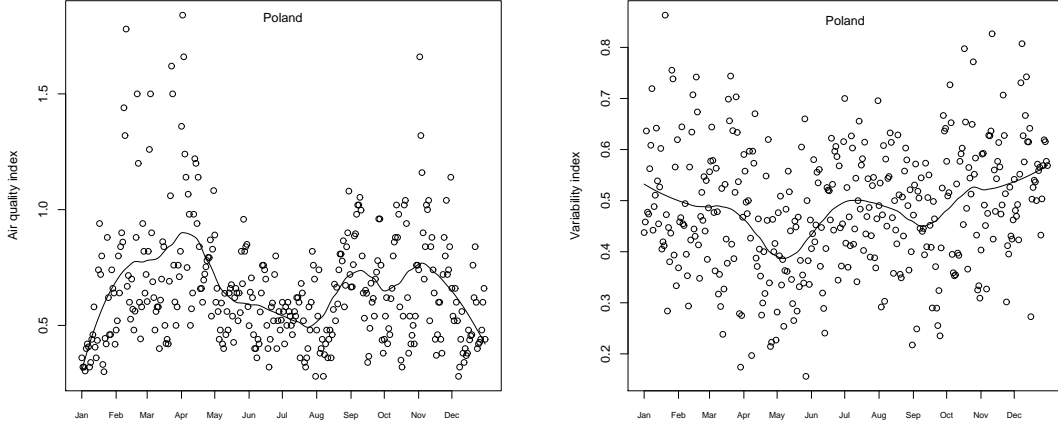 Poland
Air quality index
1.5
1.0
0.5
Jan Feb Mar Apr May Jun Jul Aug Sep Oct Nov Dec
Poland
Variability index
0.8
0.7
0.6
0.5
0.4
0.3
0.2
Jan Feb Mar Apr May Jun Jul Aug Sep Oct Nov Dec